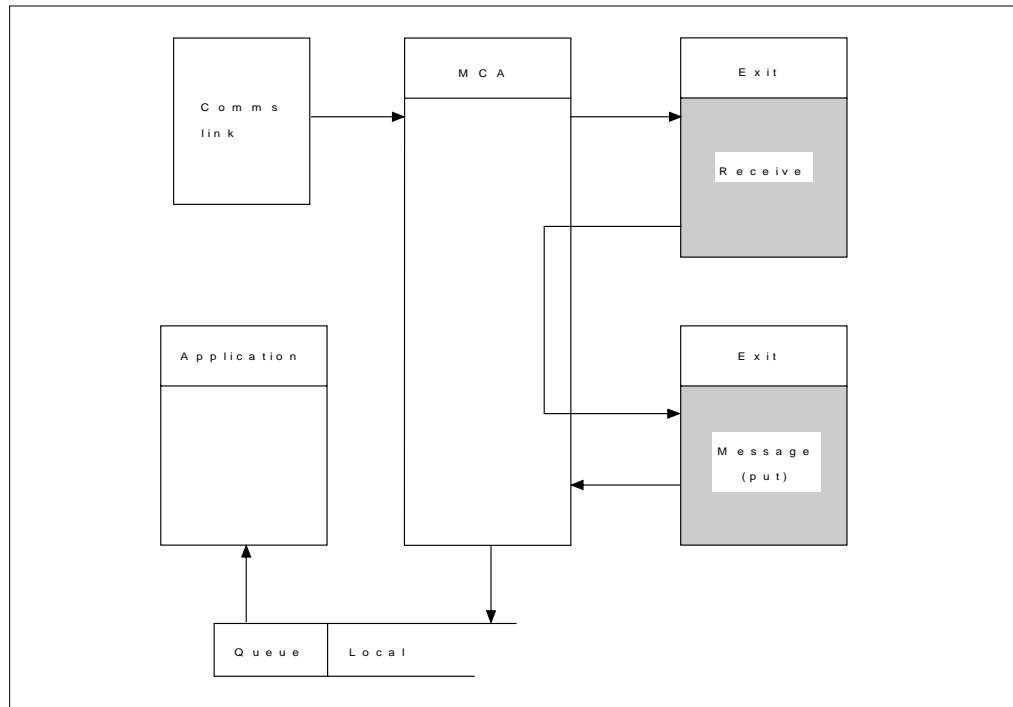 Comms
link
MCA
Exit
Receive
Application
Exit
Message
(put)
Queue
Local